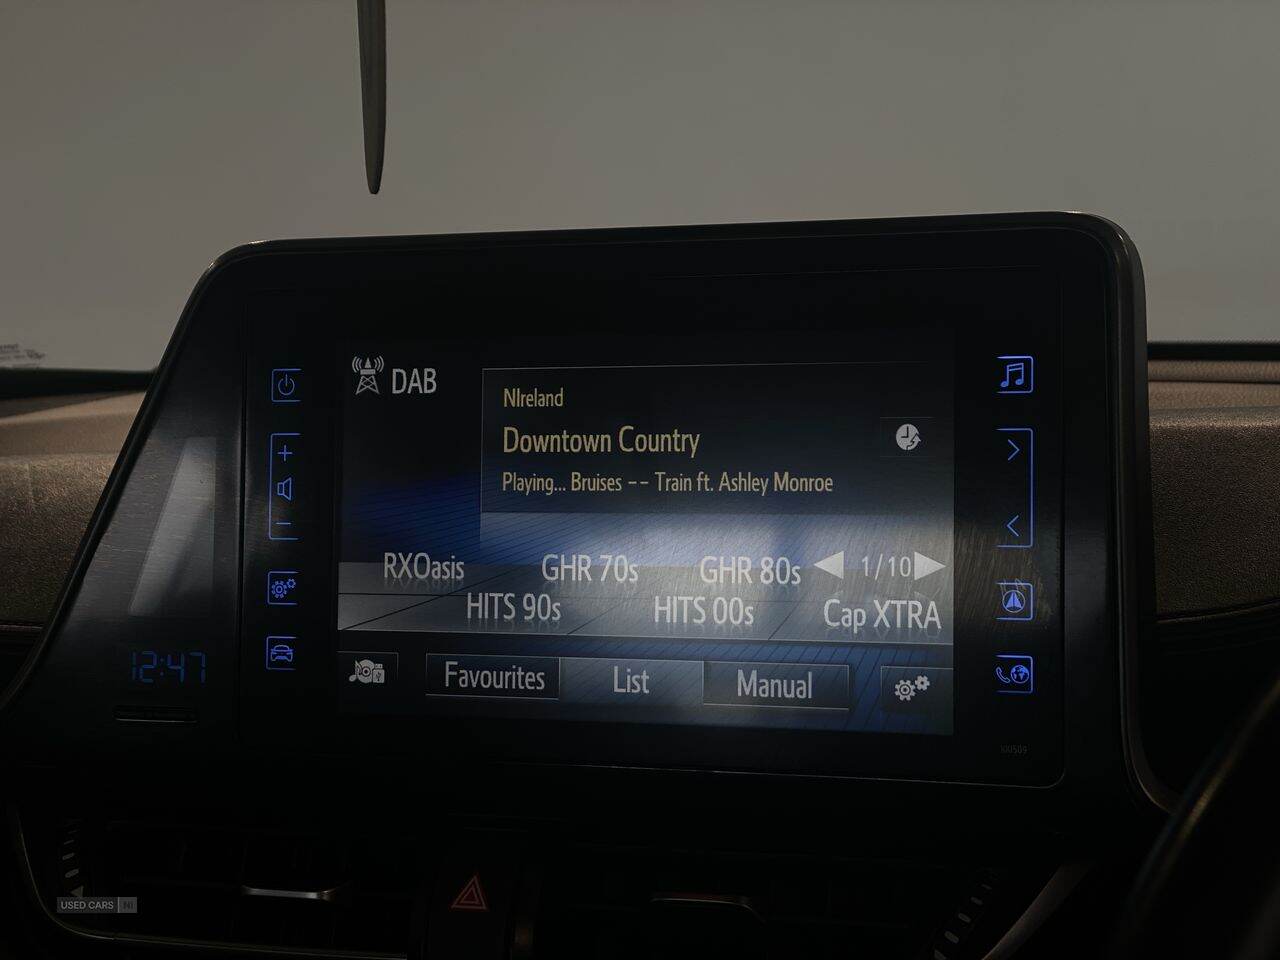 DAB
NIreland
Downtown Country
Playing... Bruises -- Train ft. Ashley Monroe
RXOasis GHR 70s GHR 80s 1/10
HITS 90s HITS 00s Cap XTRA
Favourites List Manual
12:47
100509
USED CARS NI